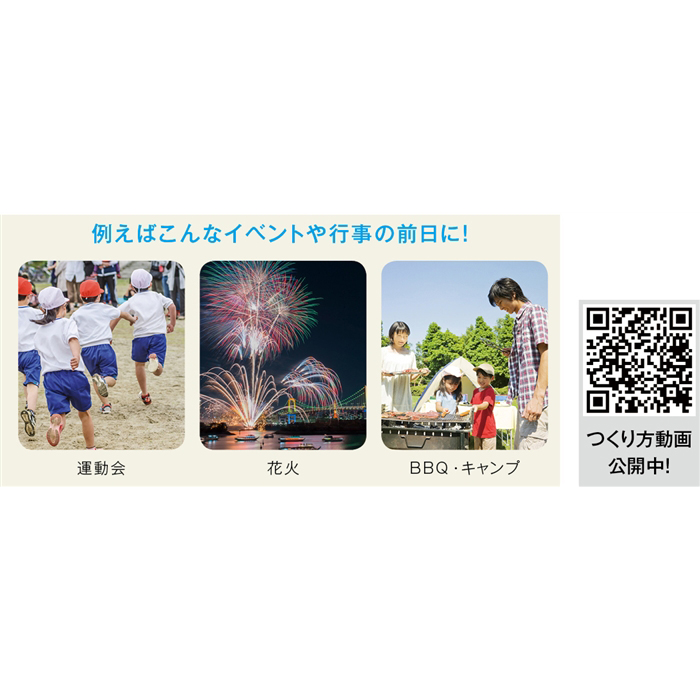 例えばこんなイベントや行事の前日に!
運動会
花火
BBQ・キャンプ
つくり方動画
公開中!